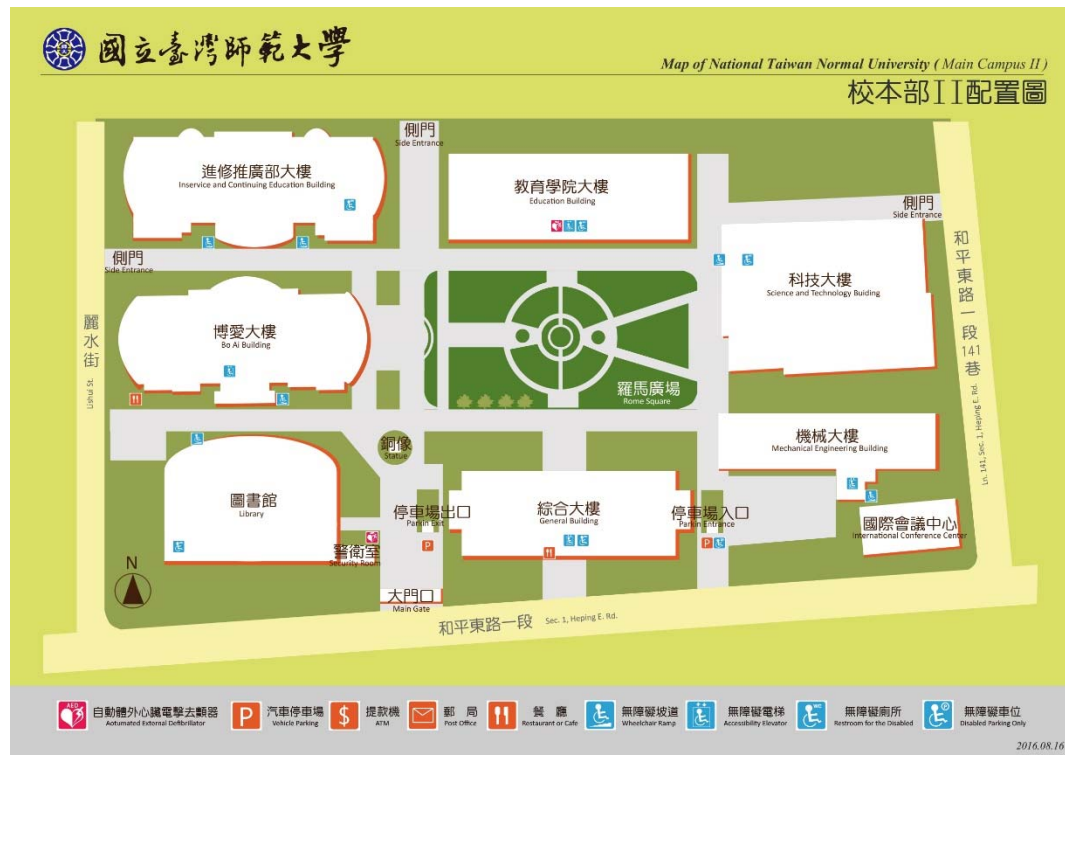 國立臺灣師範大學
Map of National Taiwan Normal University ( Main Campus II )
校本部II配置圖
側門
Side Entrance
進修推廣部大樓
Inservice and Continuing Education Building
教育學院大樓
Education Building
側門
Side Entrance
側門
Side Entrance
科技大樓
Science and Technology Buiding
和平東路一段141巷
Ln. 141, Sec. 1, Heping E. Rd.
麗水街
Lishui St.
博愛大樓
Bo Ai Building
羅馬廣場
Rome Square
銅像
Statue
機械大樓
Mechanical Engineering Building
圖書館
Library
停車場出口
Parkin Exit
P
綜合大樓
General Building
停車場入口
Parkin Entrance
P
國際會議中心
International Conference Center
警衛室
Security Room
N
大門口
Main Gate
和平東路一段 Sec. 1, Heping E. Rd.
AED 自動體外心臟電擊去顫器
Aotumated External Defibrillator
P 汽車停車場
Vehicle Parking
$ 提款機
ATM
郵 局
Post Office
餐 廳
Restaurant or Cafe
無障礙坡道
Wheelchair Ramp
無障礙電梯
Accessibility Elevator
WC 無障礙廁所
Restroom for the Disabled
P 無障礙車位
Disabled Parking Only
2016.08.16